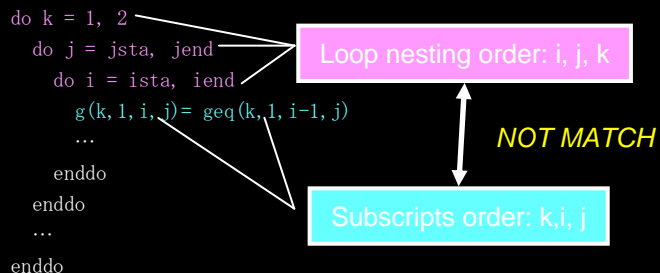 do k = 1, 2
do j = jsta, jend
do i = ista, iend
g(k,1,i,j)= geq(k,1,i-1,j)
…
enddo
enddo
…
enddo
Loop nesting order: i, j, k
NOT MATCH
Subscripts order: k,i, j